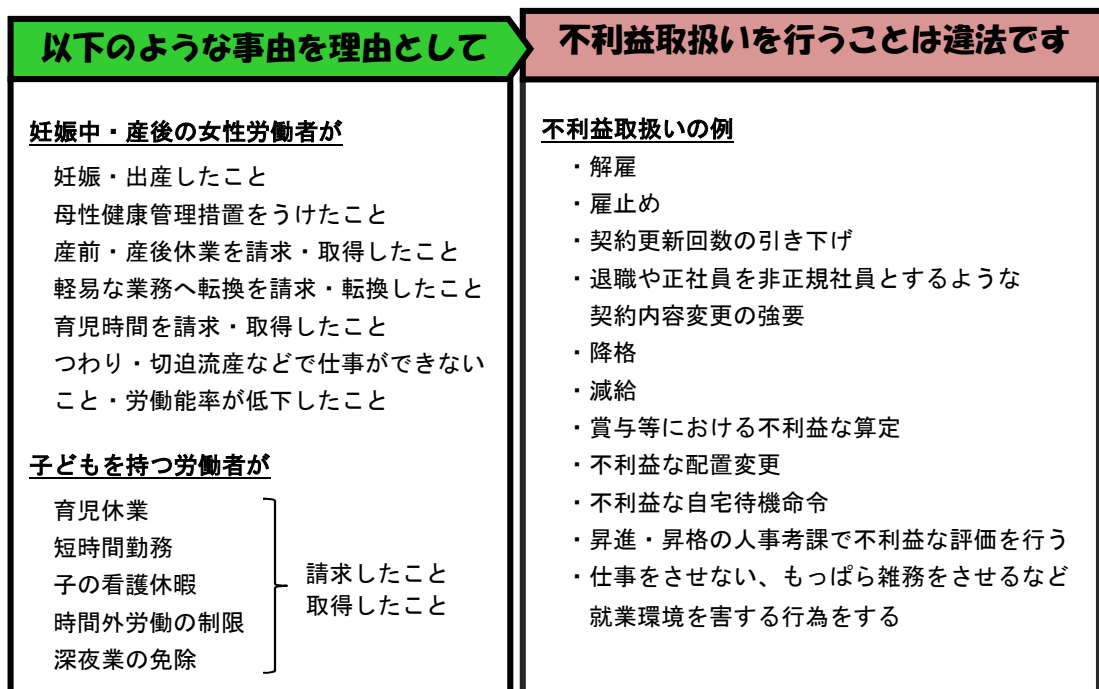 以下のような事由を理由として
妊娠中・産後の女性労働者が
妊娠・出産したこと
母性健康管理措置をうけたこと
産前・産後休業を請求・取得したこと
軽易な業務へ転換を請求・転換したこと
育児時間を請求・取得したこと
つわり・切迫流産などで仕事ができない
こと・労働能率が低下したこと
子どもを持つ労働者が
育児休業
短時間勤務
子の看護休暇
時間外労働の制限
深夜業の免除
請求したこと
取得したこと
不利益取扱いを行うことは違法です
不利益取扱いの例
・解雇
・雇止め
・契約更新回数の引き下げ
・退職や正社員を非正規社員とするような
契約内容変更の強要
・降格
・減給
・賞与等における不利益な算定
・不利益な配置変更
・不利益な自宅待機命令
・昇進・昇格の人事考課で不利益な評価を行う
・仕事をさせない、もっぱら雑務をさせるなど
就業環境を害する行為をする